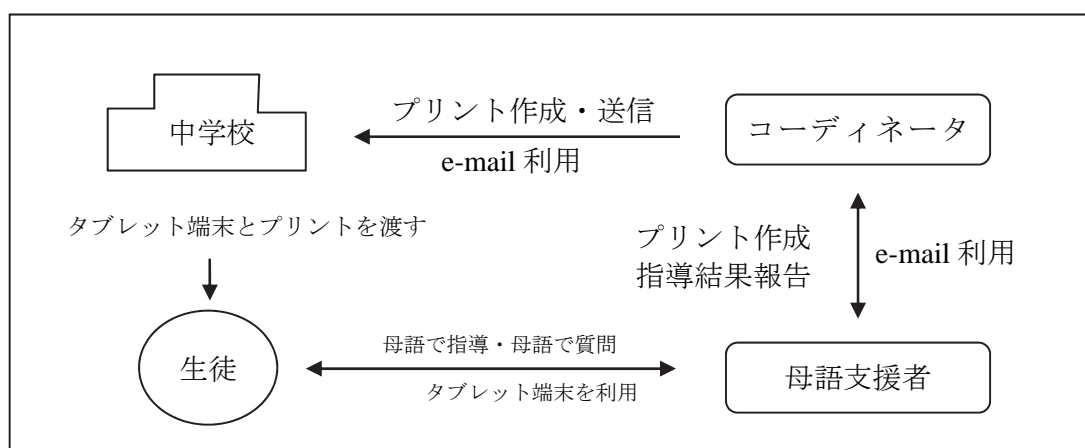 中学校
プリント作成・送信
e-mail 利用
コーディネータ
タブレット端末とプリントを渡す
プリント作成
指導結果報告
e-mail 利用
生徒
母語で指導・母語で質問
タブレット端末を利用
母語支援者